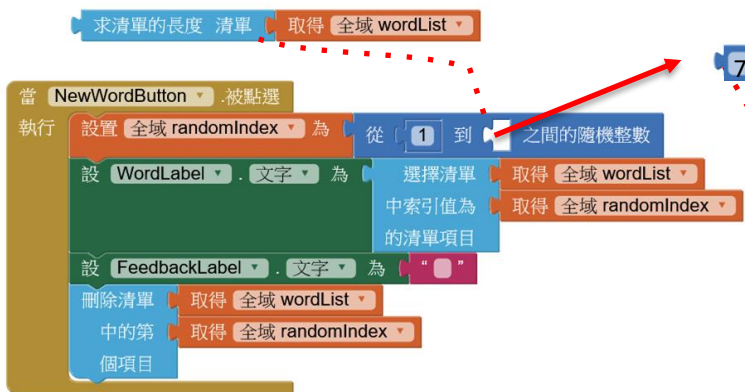 求清單的長度 清單 取得 全域 wordList
7
當 NewWordButton .被點選
執行 設置 全域 randomIndex 為 從 1 到 之間的隨機整數
設 WordLabel . 文字 為 選擇清單 取得 全域 wordList
中索引值為 取得 全域 randomIndex
的清單項目
設 FeedbackLabel . 文字 為 " "
刪除清單 取得 全域 wordList
中的第 取得 全域 randomIndex
個項目